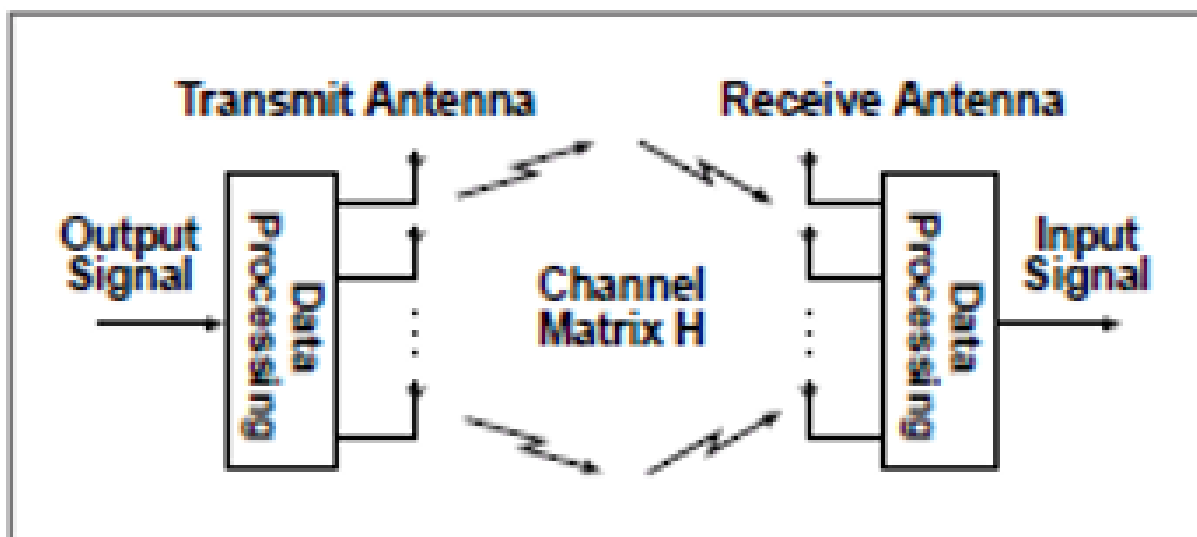 Transmit Antenna
Receive Antenna
Output
Signal
Data
Processing
Channel
Matrix H
Data
Processing
Input
Signal